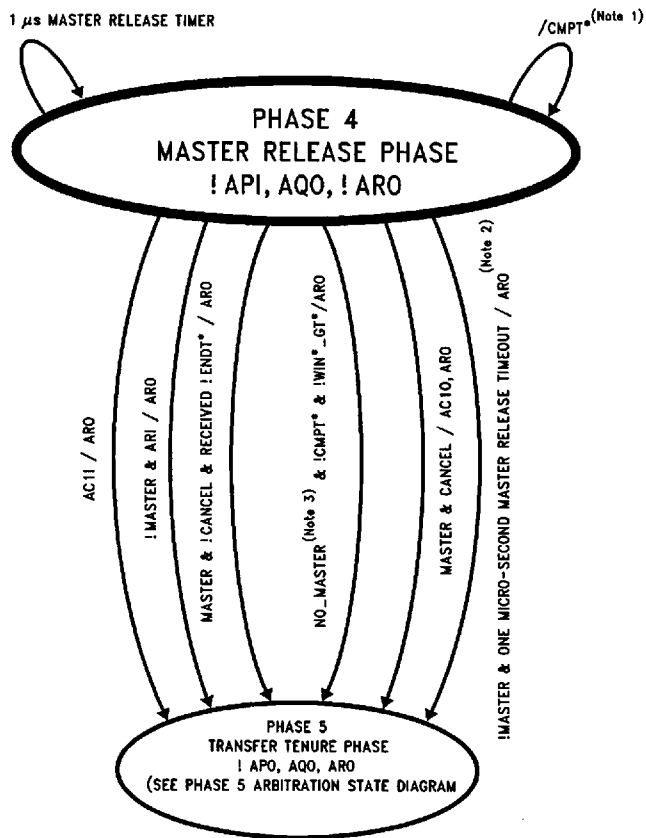 1 μs MASTER RELEASE TIMER
/CMPT*(Note 1)
PHASE 4
MASTER RELEASE PHASE
! API, AQO, ! ARO
AC1I / ARO
!MASTER & ARI / ARO
MASTER & !CANCEL & RECEIVED !ENDT* / ARO
NO_MASTER(Note 3) & !CMPT* & !WIN*_GT*/ARO
MASTER & CANCEL / AC1O, ARO
!MASTER & ONE MICRO-SECOND MASTER RELEASE TIMEOUT / ARO(Note 2)
PHASE 5
TRANSFER TENURE PHASE
! APO, AQO, ARO
(SEE PHASE 5 ARBITRATION STATE DIAGRAM